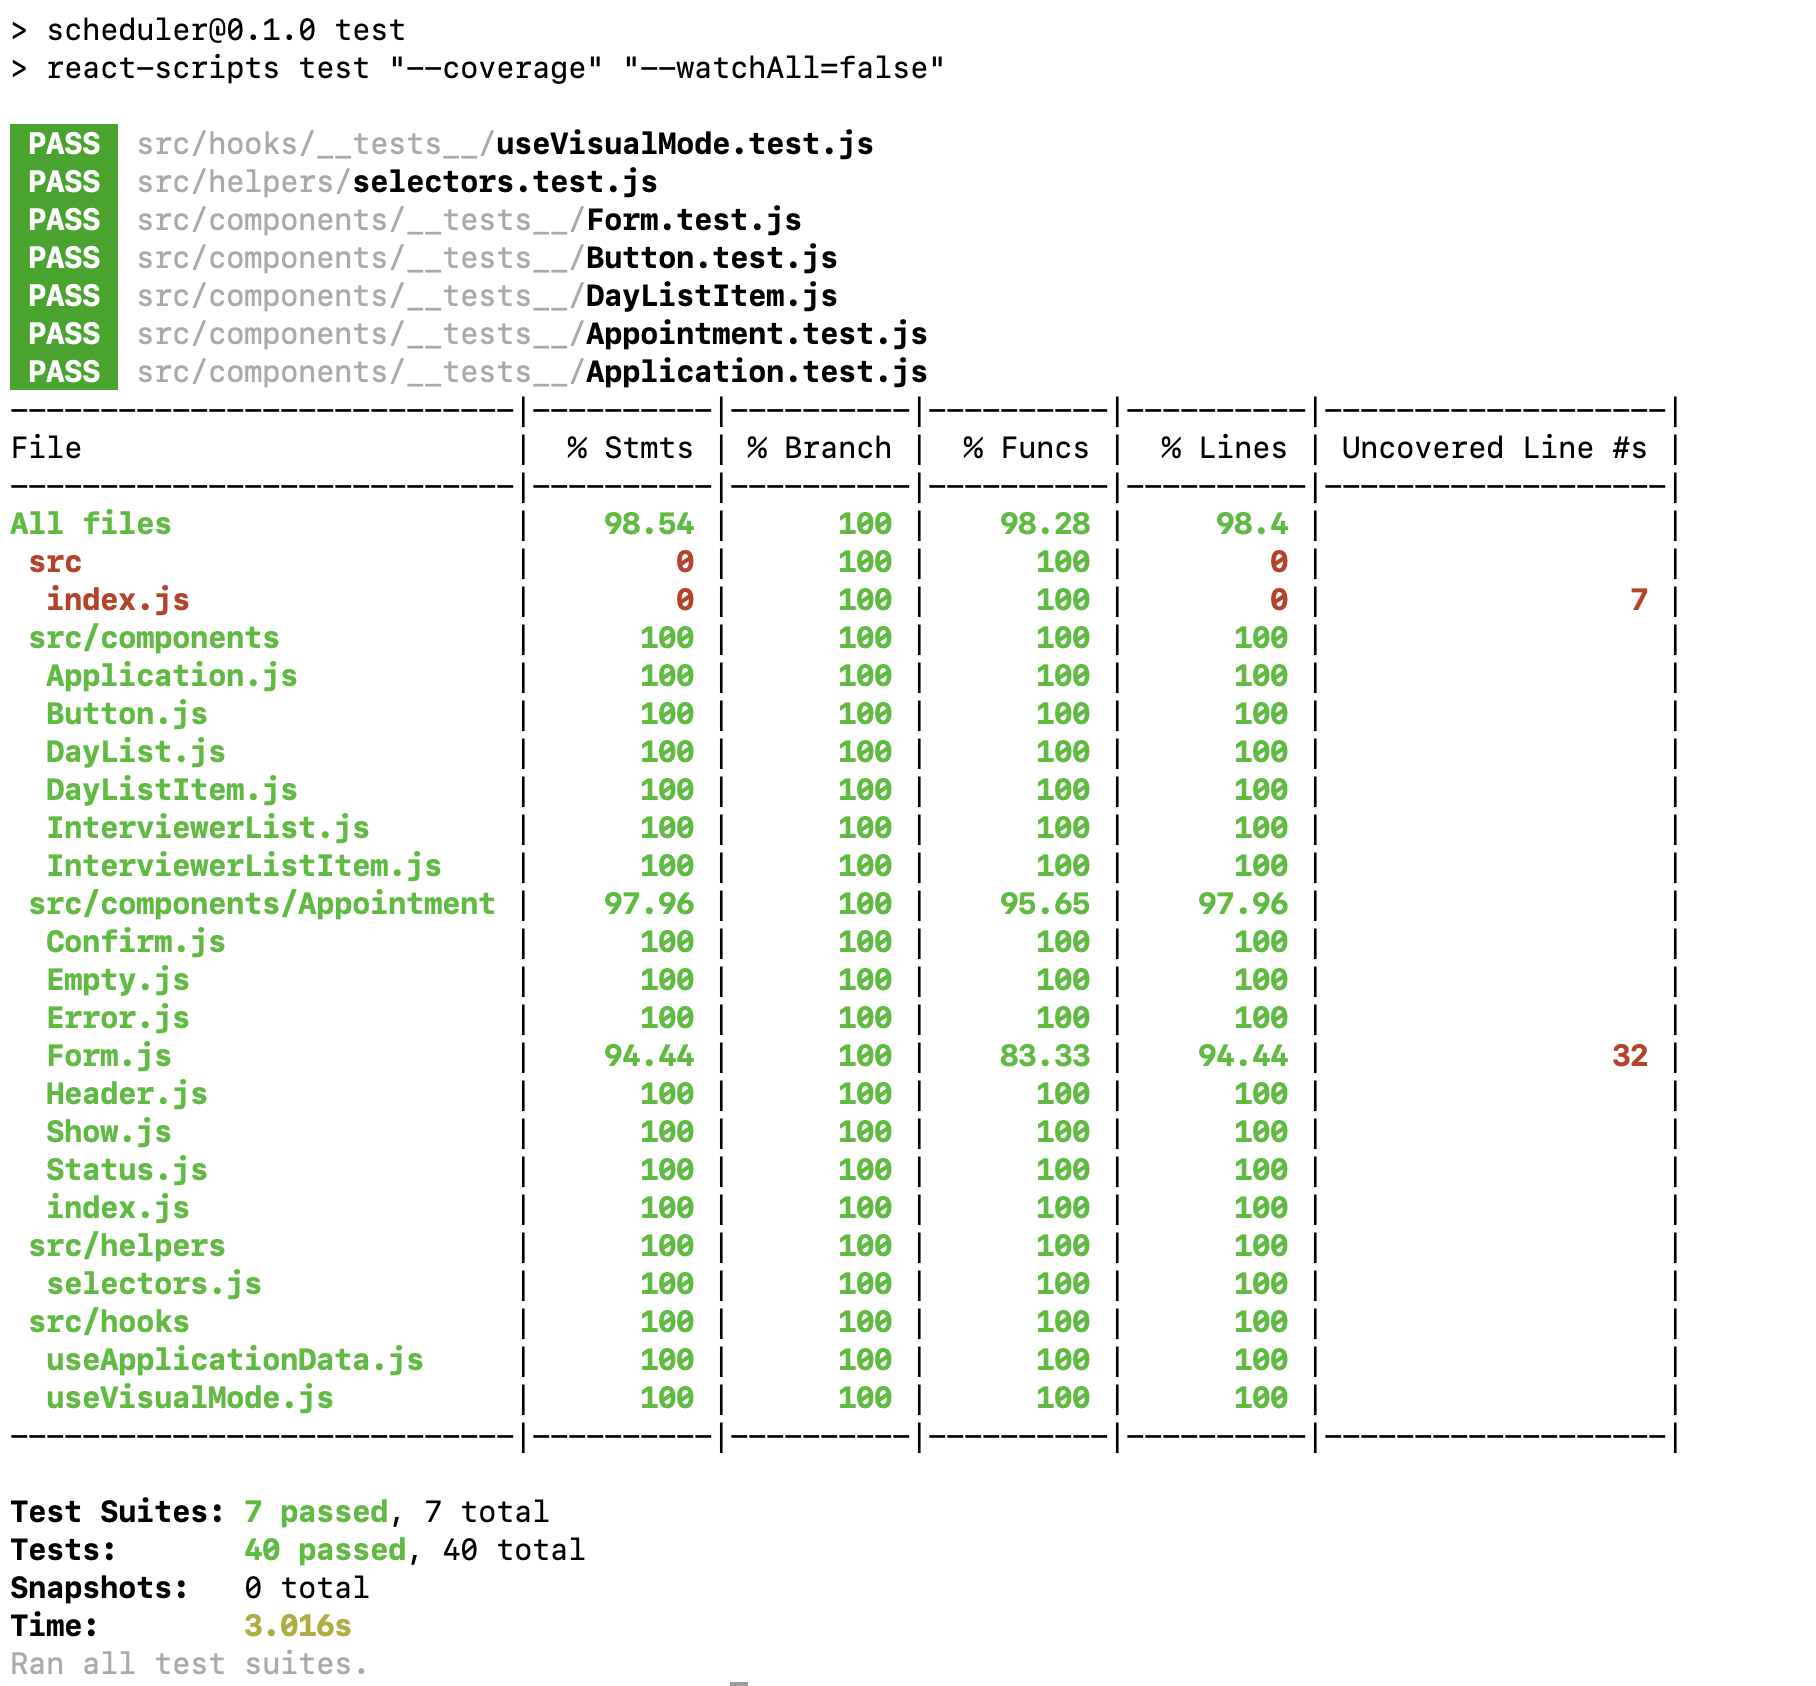 > scheduler@0.1.0 test
> react-scripts test "--coverage" "--watchAll=false"
PASS src/hooks/__tests__/useVisualMode.test.js
PASS src/helpers/selectors.test.js
PASS src/components/__tests__/Form.test.js
PASS src/components/__tests__/Button.test.js
PASS src/components/__tests__/DayListItem.js
PASS src/components/__tests__/Appointment.test.js
PASS src/components/__tests__/Application.test.js
----------------------------|----------|----------|----------|----------|-------------------|
File                        |  % Stmts | % Branch |  % Funcs |  % Lines | Uncovered Line #s |
----------------------------|----------|----------|----------|----------|-------------------|
All files                   |    98.54 |      100 |    98.28 |     98.4 |                   |
 src                        |        0 |      100 |      100 |        0 |                   |
  index.js                  |        0 |      100 |      100 |        0 |                 7 |
 src/components             |      100 |      100 |      100 |      100 |                   |
  Application.js            |      100 |      100 |      100 |      100 |                   |
  Button.js                 |      100 |      100 |      100 |      100 |                   |
  DayList.js                |      100 |      100 |      100 |      100 |                   |
  DayListItem.js            |      100 |      100 |      100 |      100 |                   |
  InterviewerList.js        |      100 |      100 |      100 |      100 |                   |
  InterviewerListItem.js    |      100 |      100 |      100 |      100 |                   |
 src/components/Appointment |    97.96 |      100 |    95.65 |    97.96 |                   |
  Confirm.js                |      100 |      100 |      100 |      100 |                   |
  Empty.js                  |      100 |      100 |      100 |      100 |                   |
  Error.js                  |      100 |      100 |      100 |      100 |                   |
  Form.js                   |    94.44 |      100 |    83.33 |    94.44 |                32 |
  Header.js                 |      100 |      100 |      100 |      100 |                   |
  Show.js                   |      100 |      100 |      100 |      100 |                   |
  Status.js                 |      100 |      100 |      100 |      100 |                   |
  index.js                  |      100 |      100 |      100 |      100 |                   |
 src/helpers                |      100 |      100 |      100 |      100 |                   |
  selectors.js              |      100 |      100 |      100 |      100 |                   |
 src/hooks                  |      100 |      100 |      100 |      100 |                   |
  useApplicationData.js     |      100 |      100 |      100 |      100 |                   |
  useVisualMode.js          |      100 |      100 |      100 |      100 |                   |
----------------------------|----------|----------|----------|----------|-------------------|
Test Suites: 7 passed, 7 total
Tests:       40 passed, 40 total
Snapshots:   0 total
Time:        3.016s
Ran all test suites.